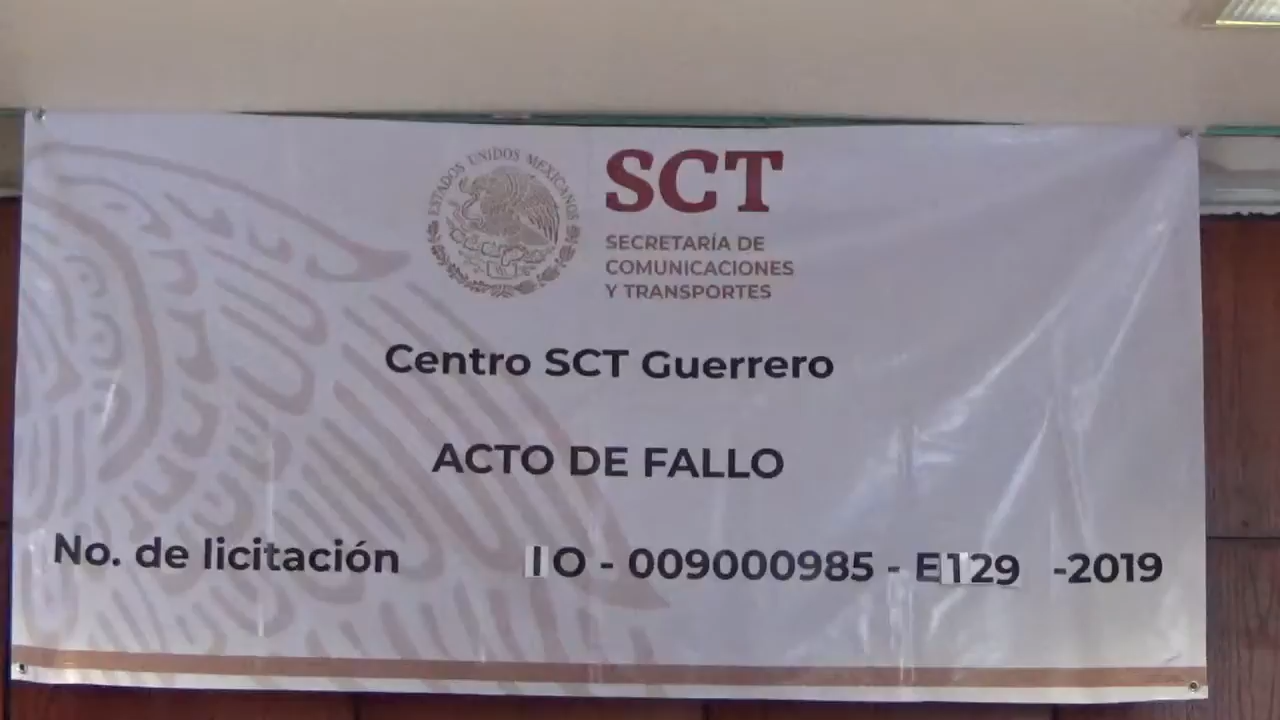 ESTADOS UNIDOS MEXICANOS
SCT
SECRETARÍA DE
COMUNICACIONES
Y TRANSPORTES
Centro SCT Guerrero
ACTO DE FALLO
No. de licitación IO - 009000985 - E129 -2019